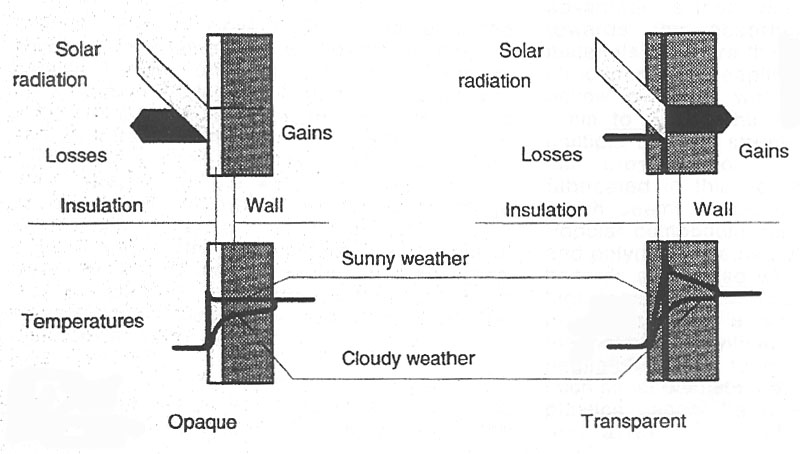 Solar
radiation
Losses
Gains
Insulation
Wall
Solar
radiation
Losses
Gains
Insulation
Wall
Sunny weather
Temperatures
Cloudy weather
Opaque
Transparent